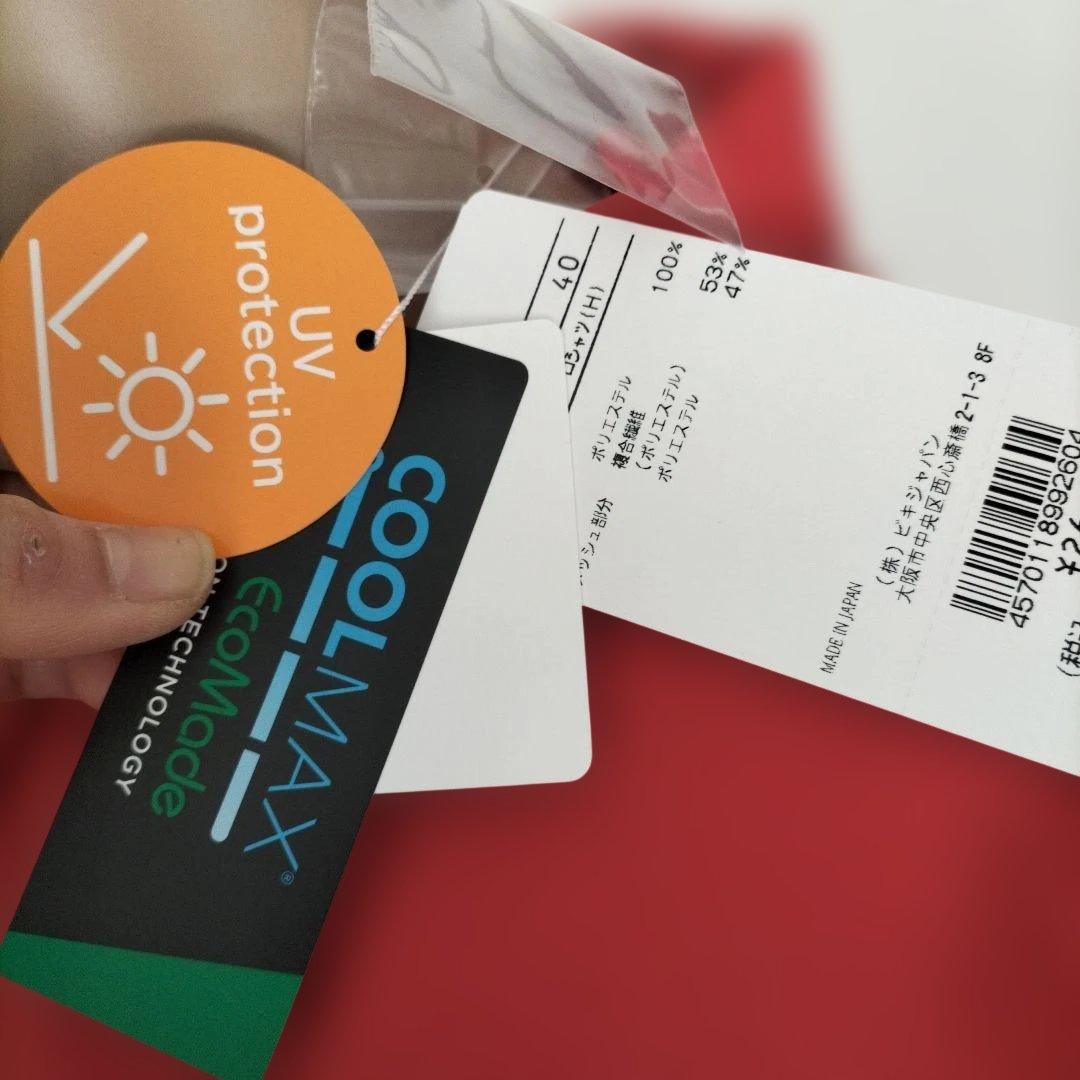 UV
protection
COOLMAX®
EcoMade
TECHNOLOGY
40
シャツ(H)
ポリエステル 100%
複合繊維
(ポリエステル) 53%
ポリエステル 47%
シュ部分
MADE IN JAPAN
(株)ビキジャパン
大阪市中央区西心斎橋2-1-3 8F
457011899260
(税込